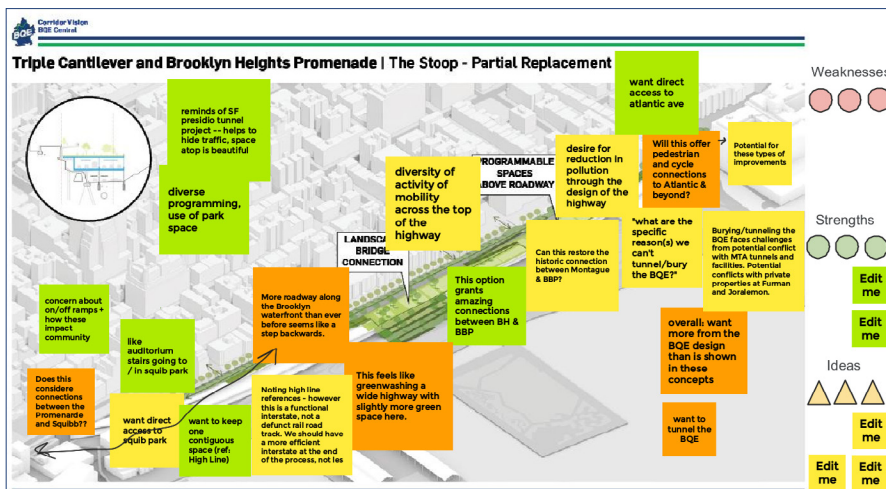 Corridor Vision
BQE Central
BQE
Triple Cantilever and Brooklyn Heights Promenade | The Stoop - Partial Replacement
reminds of SF
presidio tunnel
project -- helps to
hide traffic, space
atop is beautiful
diverse
programming,
use of park
space
diversity of
activity of
mobility
across the top
of the
highway
PROGRAMMABLE
SPACES
ABOVE ROADWAY
desire for
reduction in
pollution
through the
design of the
highway
want direct
access to
atlantic ave
Will this offer
pedestrian
and cycle
connections
to Atlantic &
beyond?
Potential for
these types of
improvements
LANDSCAP
BRIDGE
CONNECTION
Can this restore the
historic connection
between Montague
& BBP?
"what are the
specific
reason(s) we
can't
tunnel/bury
the BQE?"
Burying/tunneling the
BQE faces challenges
from potential conflict
with MTA tunnels and
facilities. Potential
conflicts with private
properties at Furman
and Joralemon.
This option
grants
amazing
connections
between BH &
BBP
More roadway along
the Brooklyn
waterfront than ever
before seems like a
step backwards.
concern about
on/off ramps +
how these
impact
community
like
auditorium
stairs going to
/ in squib park
Does this
considere
connections
between the
Promenarde
and Squibb??
want direct
access to
squib park
want to keep
one
contiguous
space (ref:
High Line)
Noting high line
references - however
this is a functional
interstate, not a
defunct rail road
track. We should have
a more efficient
interstate at the end
of the process, not les
This feels like
greenwashing a
wide highway with
slightly more green
space here.
overall: want
more from the
BQE design
than is shown
in these
concepts
want to
tunnel the
BQE
Weaknesses
Strengths
Edit
me
Edit
me
Ideas
Edit
me
Edit
me
Edit
me